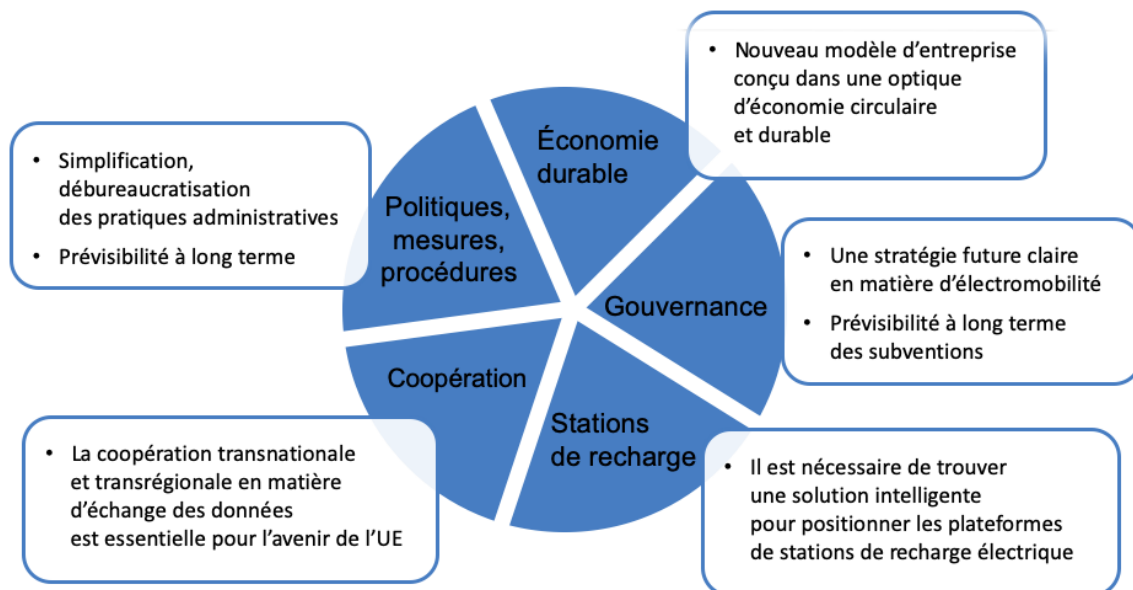 • Nouveau modèle d’entreprise
conçu dans une optique
d’économie circulaire
et durable
Économie
durable
• Simplification,
débureaucratisation
des pratiques administratives
• Prévisibilité à long terme
Politiques,
mesures,
procédures
Gouvernance
• Une stratégie future claire
en matière d’électromobilité
• Prévisibilité à long terme
des subventions
Coopération
Stations
de recharge
• La coopération transnationale
et transrégionale en matière
d’échange des données
est essentielle pour l’avenir de l’UE
• Il est nécessaire de trouver
une solution intelligente
pour positionner les plateformes
de stations de recharge électrique